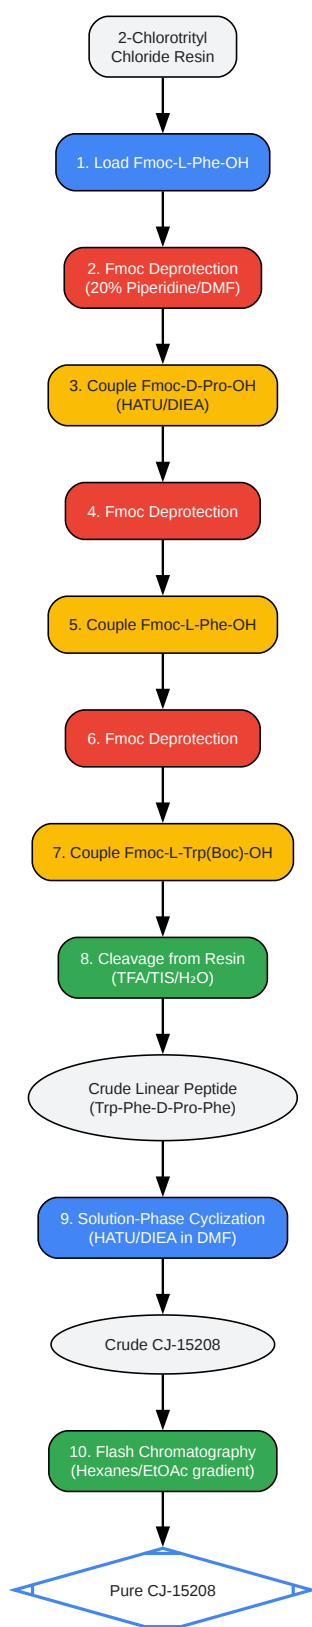 2-Chlorotrityl
Chloride Resin
1. Load Fmoc-L-Phe-OH
2. Fmoc Deprotection
(20% Piperidine/DMF)
3. Couple Fmoc-D-Pro-OH
(HATU/DIEA)
4. Fmoc Deprotection
5. Couple Fmoc-L-Phe-OH
6. Fmoc Deprotection
7. Couple Fmoc-L-Trp(Boc)-OH
8. Cleavage from Resin
(TFA/TIS/H₂O)
Crude Linear Peptide
(Trp-Phe-D-Pro-Phe)
9. Solution-Phase Cyclization
(HATU/DIEA in DMF)
Crude CJ-15208
10. Flash Chromatography
(Hexanes/EtOAc gradient)
Pure CJ-15208